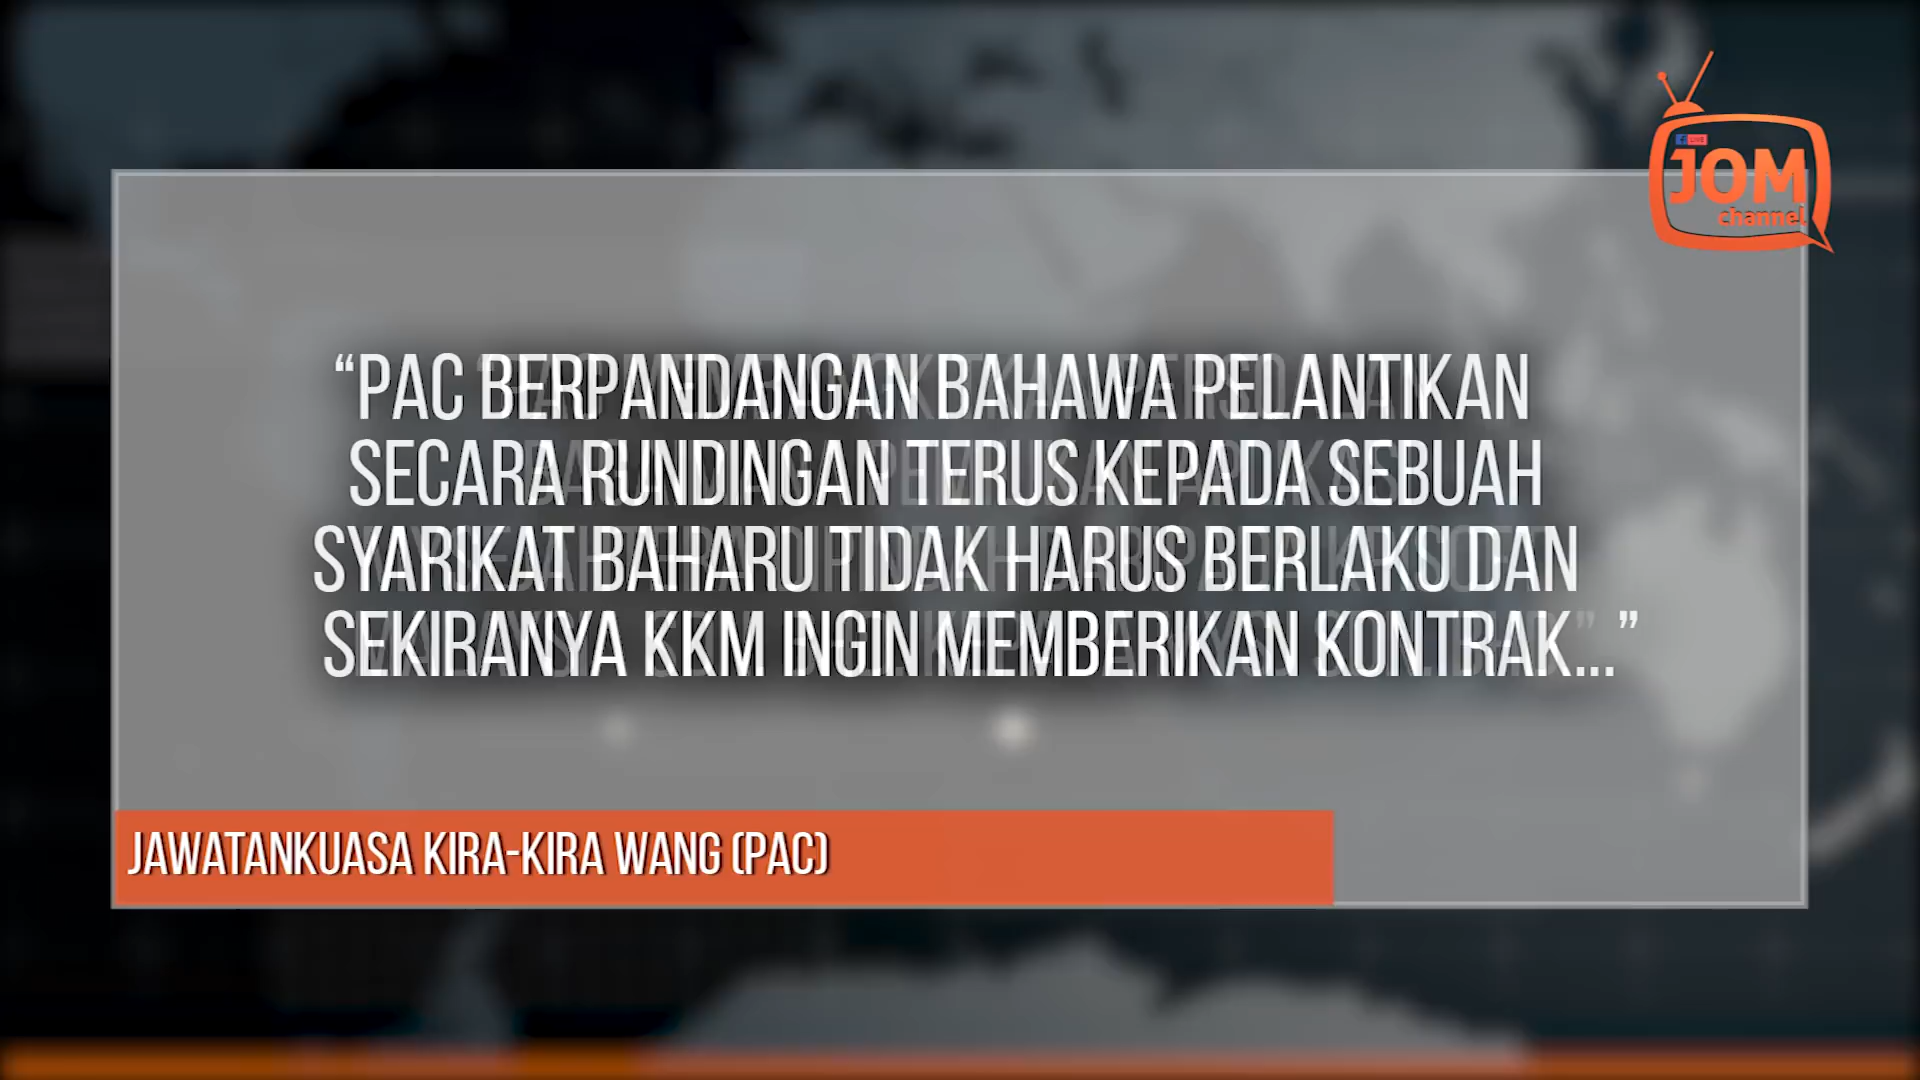 LIVE
JOM
channel
“PAC BERPANDANGAN BAHAWA PELANTIKAN
SECARA RUNDINGAN TERUS KEPADA SEBUAH
SYARIKAT BAHARU TIDAK HARUS BERLAKU DAN
SEKIRANYA KKM INGIN MEMBERIKAN KONTRAK...”
JAWATANKUASA KIRA-KIRA WANG (PAC)